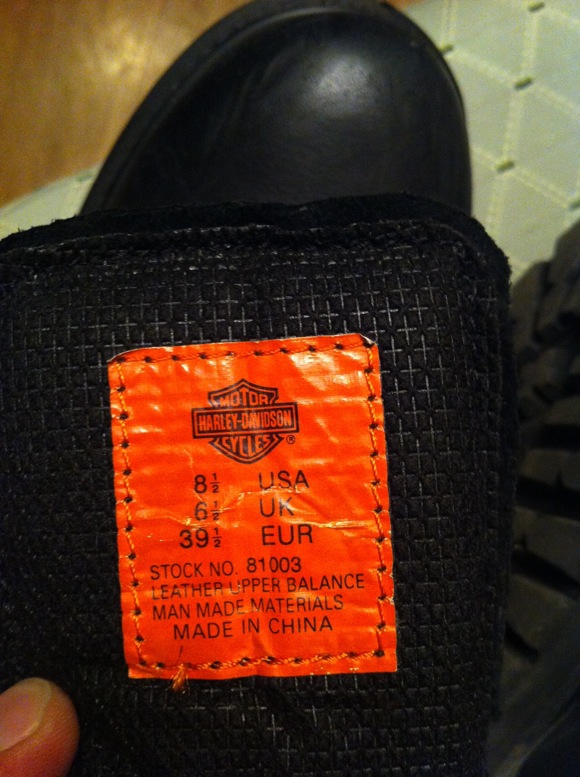 MOTOR
HARLEY-DAVIDSON
CYCLES ®
8½ USA
6½ UK
39½ EUR
STOCK NO. 81003
LEATHER UPPER BALANCE
MAN MADE MATERIALS
MADE IN CHINA